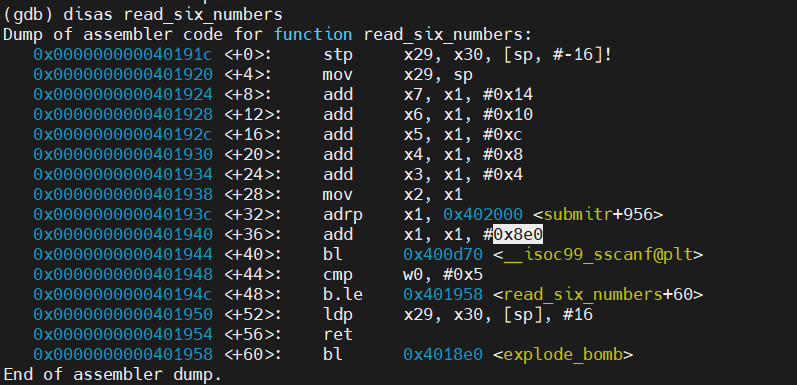 (gdb) disas read_six_numbers
Dump of assembler code for function read_six_numbers:
   0x000000000040191c <+0>:     stp     x29, x30, [sp, #-16]!
   0x0000000000401920 <+4>:     mov     x29, sp
   0x0000000000401924 <+8>:     add     x7, x1, #0x14
   0x0000000000401928 <+12>:    add     x6, x1, #0x10
   0x000000000040192c <+16>:    add     x5, x1, #0xc
   0x0000000000401930 <+20>:    add     x4, x1, #0x8
   0x0000000000401934 <+24>:    add     x3, x1, #0x4
   0x0000000000401938 <+28>:    mov     x2, x1
   0x000000000040193c <+32>:    adrp    x1, 0x402000 <submitr+956>
   0x0000000000401940 <+36>:    add     x1, x1, #0x8e0
   0x0000000000401944 <+40>:    bl      0x400d70 <__isoc99_sscanf@plt>
   0x0000000000401948 <+44>:    cmp     w0, #0x5
   0x000000000040194c <+48>:    b.le    0x401958 <read_six_numbers+60>
   0x0000000000401950 <+52>:    ldp     x29, x30, [sp], #16
   0x0000000000401954 <+56>:    ret
   0x0000000000401958 <+60>:    bl      0x4018e0 <explode_bomb>
End of assembler dump.